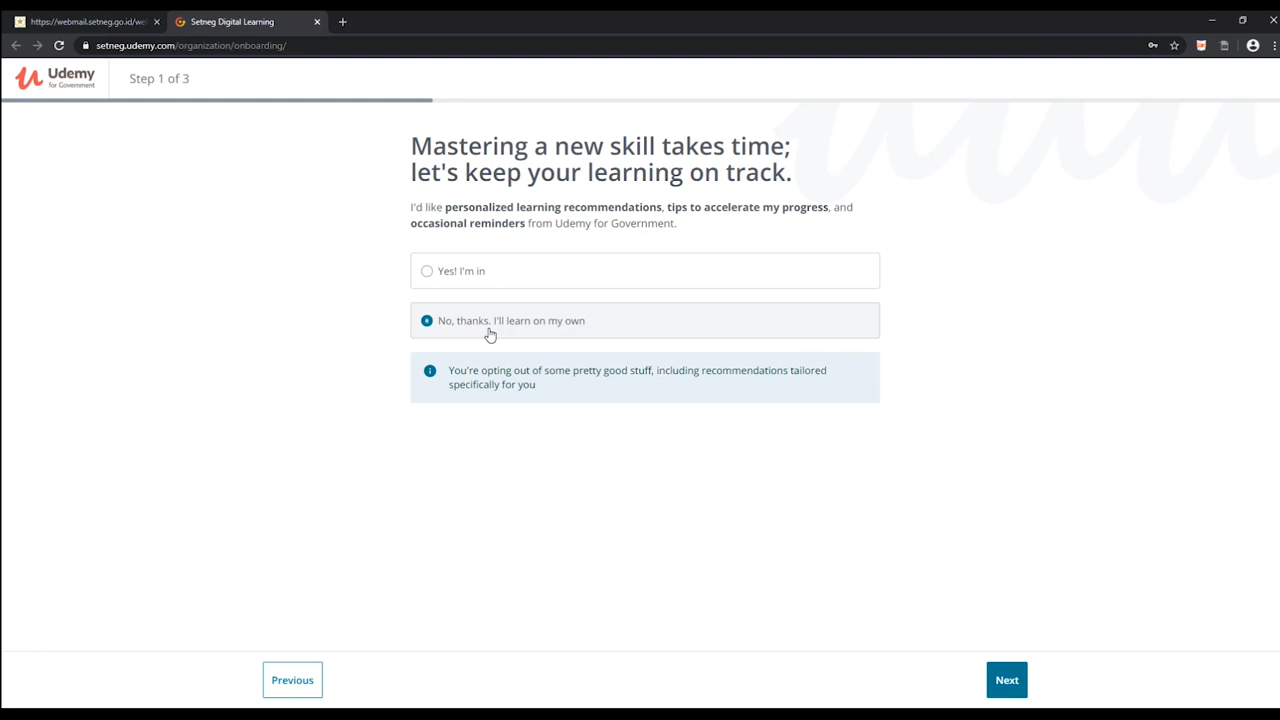 https://webmail.setneg.go.id/we
Setneg Digital Learning
setneg.udemy.com/organization/onboarding/
Udemy
for Government
Step 1 of 3
Mastering a new skill takes time;
let's keep your learning on track.
I'd like personalized learning recommendations, tips to accelerate my progress, and
occasional reminders from Udemy for Government.
Yes! I'm in
No, thanks. I'll learn on my own
You're opting out of some pretty good stuff, including recommendations tailored
specifically for you
Previous
Next